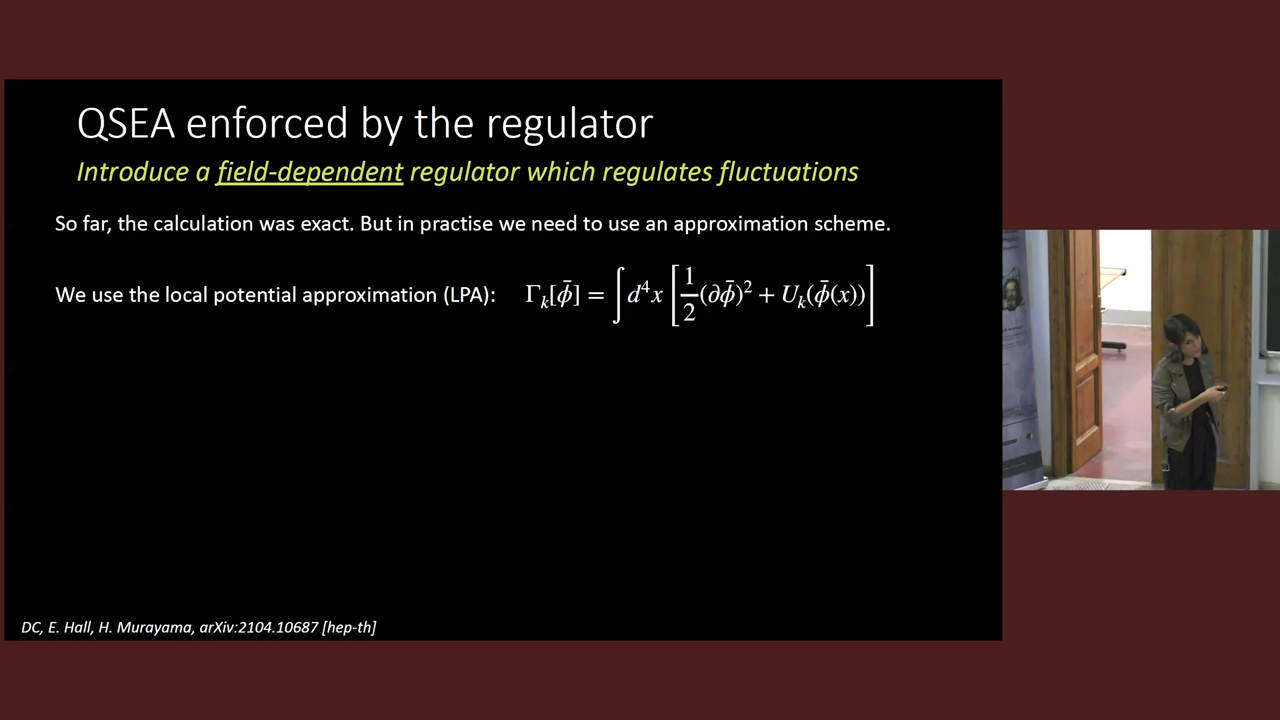 QSEA enforced by the regulator
Introduce a field-dependent regulator which regulates fluctuations
So far, the calculation was exact. But in practise we need to use an approximation scheme.
We use the local potential approximation (LPA): Γ_k[ϕ̄] = ∫ d⁴x [ 1/2 (∂ϕ̄)² + U_k(ϕ̄(x)) ]
DC, E. Hall, H. Murayama, arXiv:2104.10687 [hep-th]